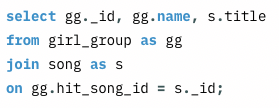 select gg._id, gg.name, s.title
from girl_group as gg
join song as s
on gg.hit_song_id = s._id;